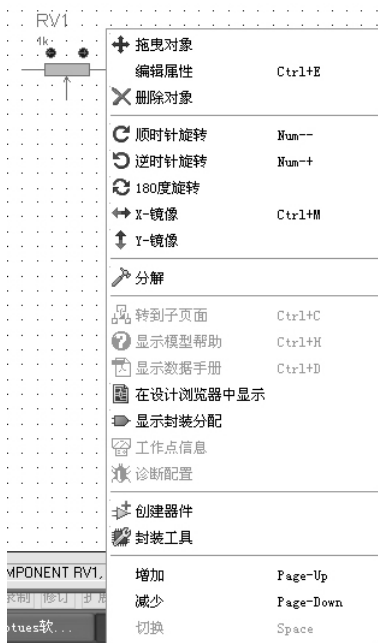 RV1
4k
拖曳对象
编辑属性 Ctrl+E
删除对象
顺时针旋转 Num--
逆时针旋转 Num-+
180度旋转
X-镜像 Ctrl+M
Y-镜像
分解
转到子页面 Ctrl+C
显示模型帮助 Ctrl+H
显示数据手册 Ctrl+D
在设计浏览器中显示
显示封装分配
工作点信息
诊断配置
创建器件
封装工具
MPONENT RV1,
增加 Page-Up
修订
减少 Page-Down
otues软... 切换 Space